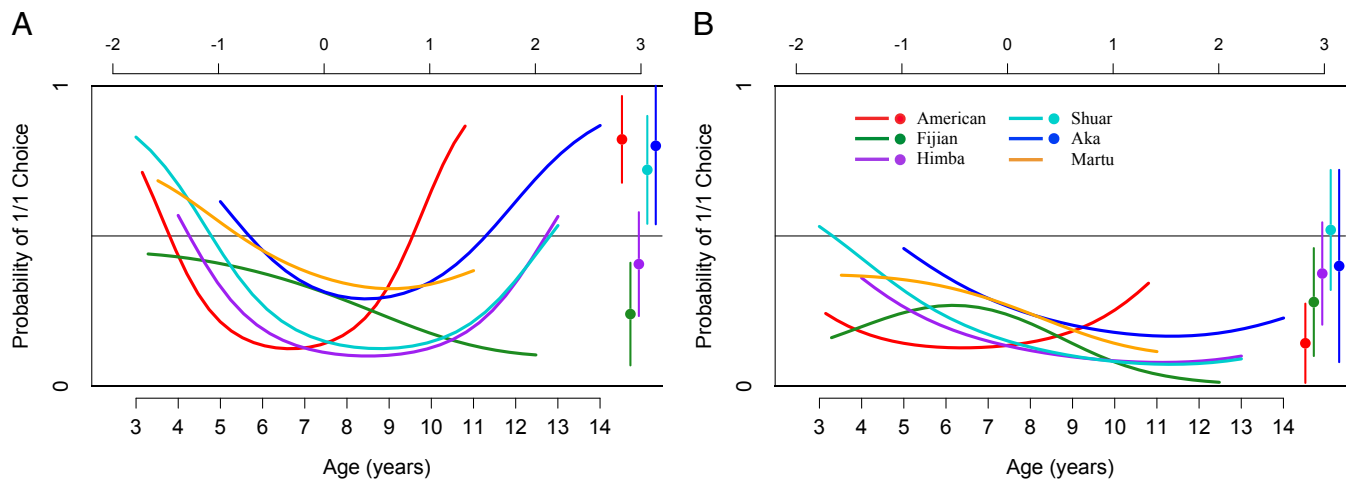 A
-2 -1 0 1 2 3
Probability of 1/1 Choice
1
0
3 4 5 6 7 8 9 10 11 12 13 14
Age (years)
B
-2 -1 0 1 2 3
Probability of 1/1 Choice
1
0
American Shuar
Fijian Aka
Himba Martu
3 4 5 6 7 8 9 10 11 12 13 14
Age (years)